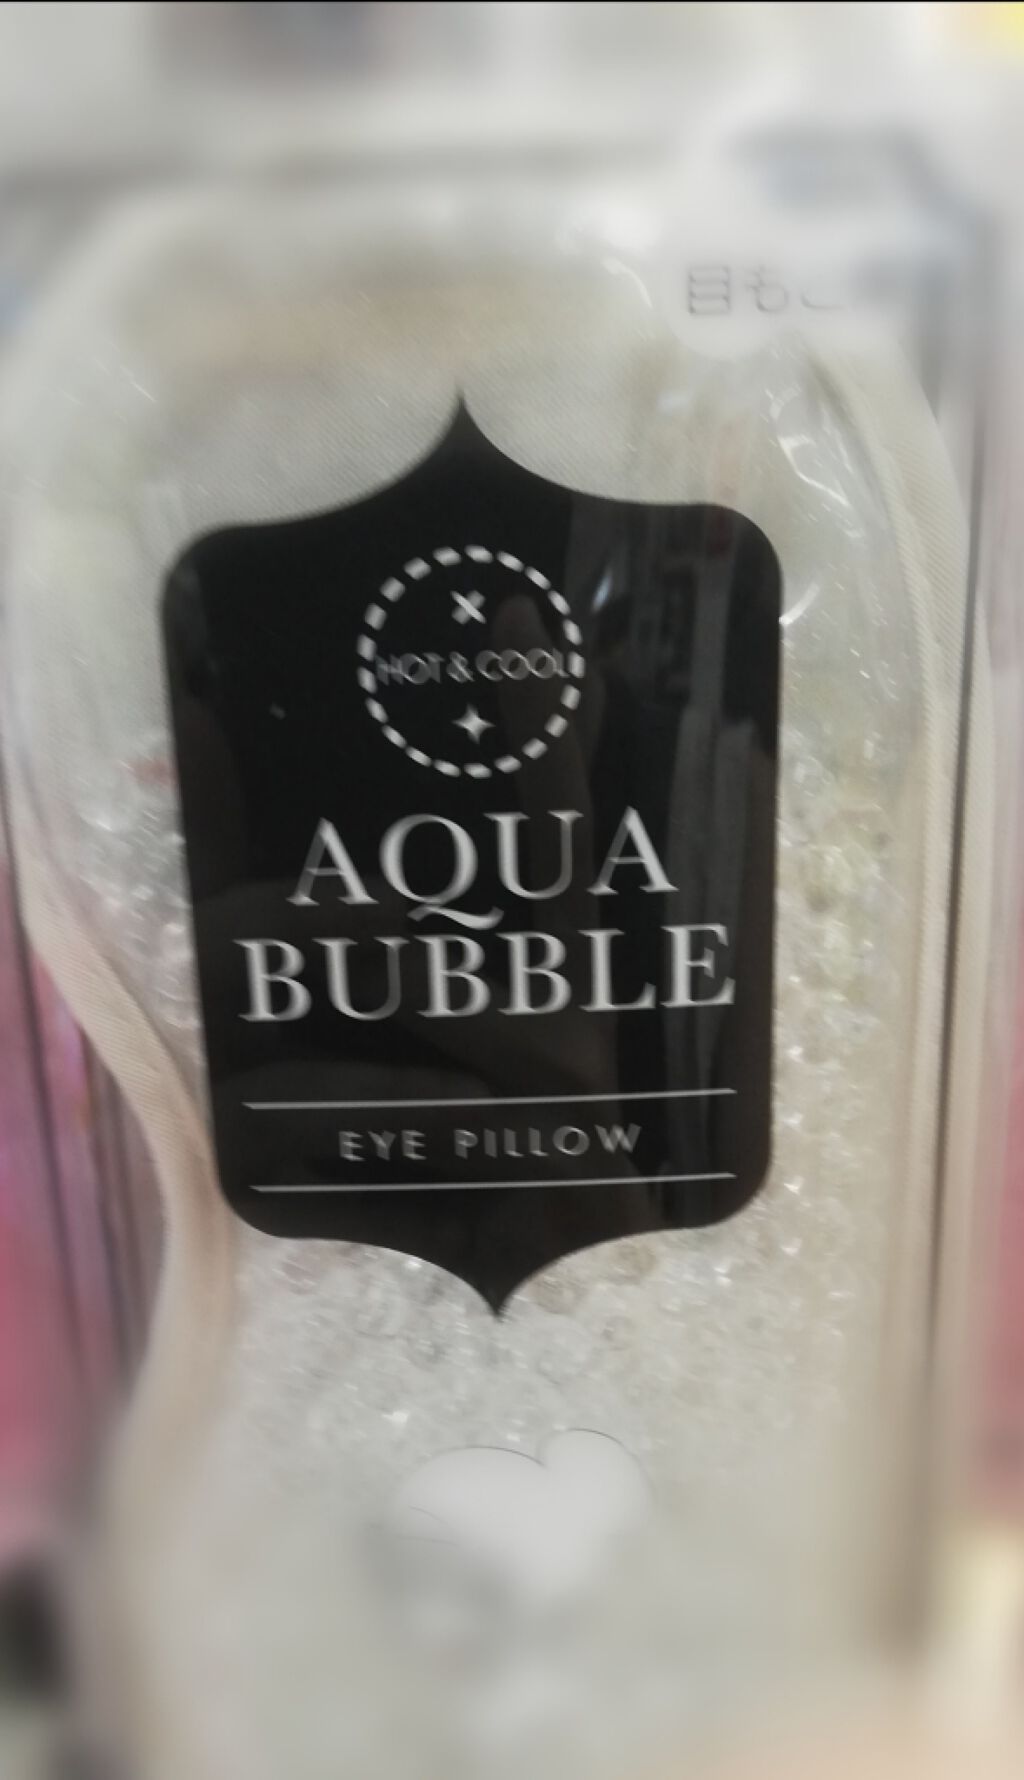 目もと
HOT & COOL
AQUA
BUBBLE
EYE PILLOW